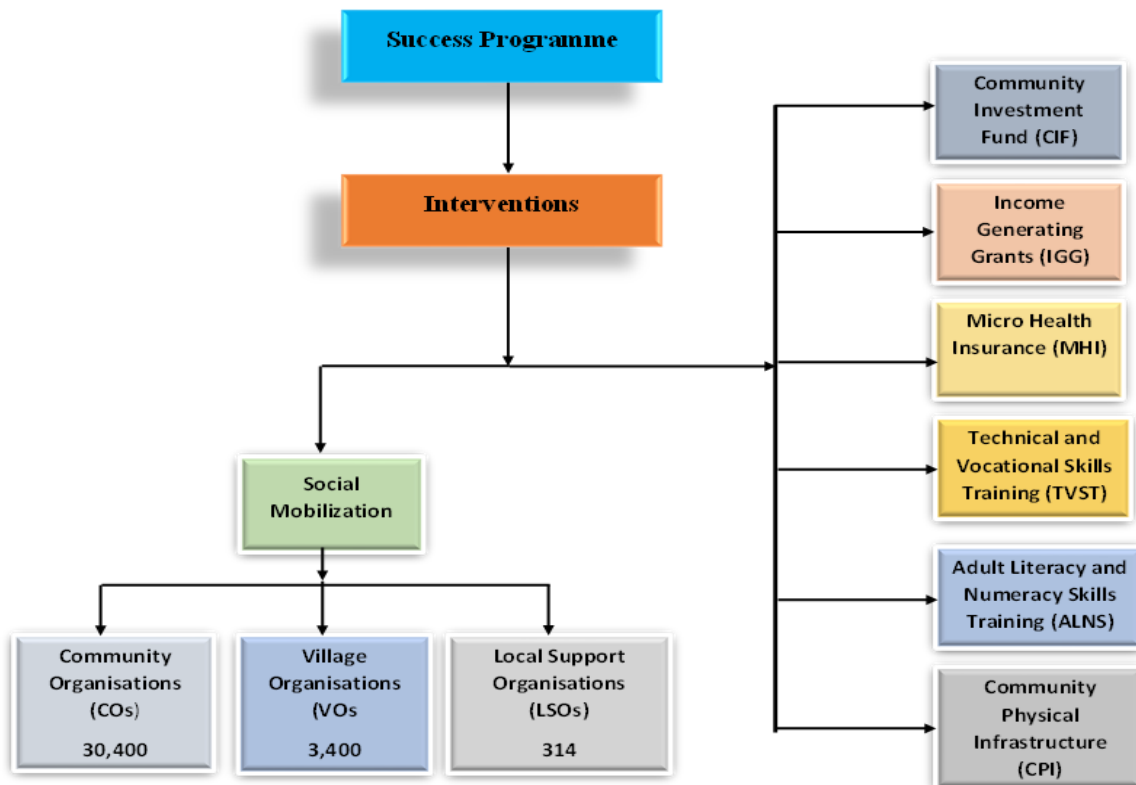 Success Programme
Interventions
Community
Investment
Fund (CIF)
Income
Generating
Grants (IGG)
Micro Health
Insurance (MHI)
Technical and
Vocational Skills
Training (TVST)
Adult Literacy and
Numeracy Skills
Training (ALNS)
Community
Physical
Infrastructure
(CPI)
Social
Mobilization
Community
Organisations
(COs)
30,400
Village
Organisations
(VOs
3,400
Local Support
Organisations
(LSOs)
314